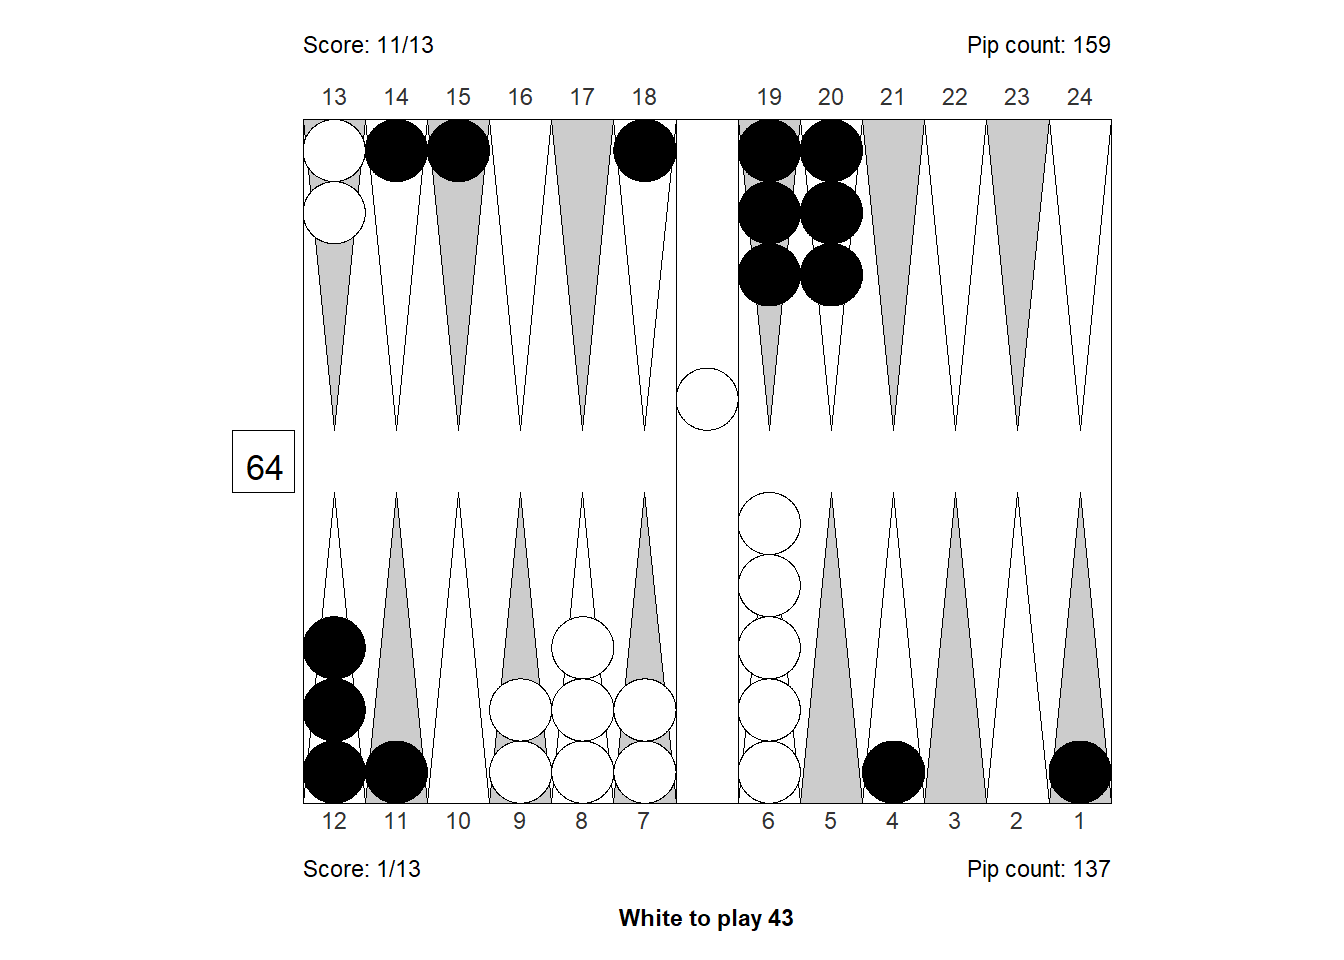 Score: 11/13 Pip count: 159
13 14 15 16 17 18 19 20 21 22 23 24
64
12 11 10 9 8 7 6 5 4 3 2 1
Score: 1/13 Pip count: 137
White to play 43